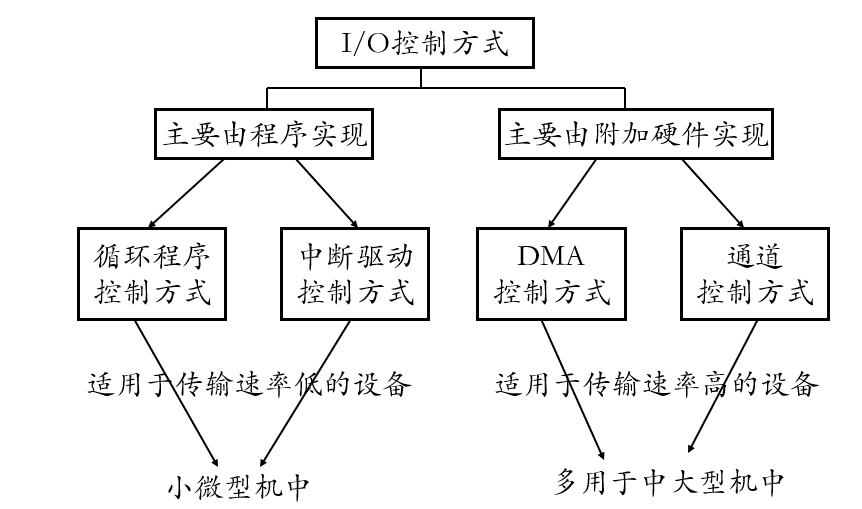 I/O控制方式
主要由程序实现
主要由附加硬件实现
循环程序
控制方式
中断驱动
控制方式
DMA
控制方式
通道
控制方式
适用于传输速率低的设备
适用于传输速率高的设备
小微型机中
多用于中大型机中